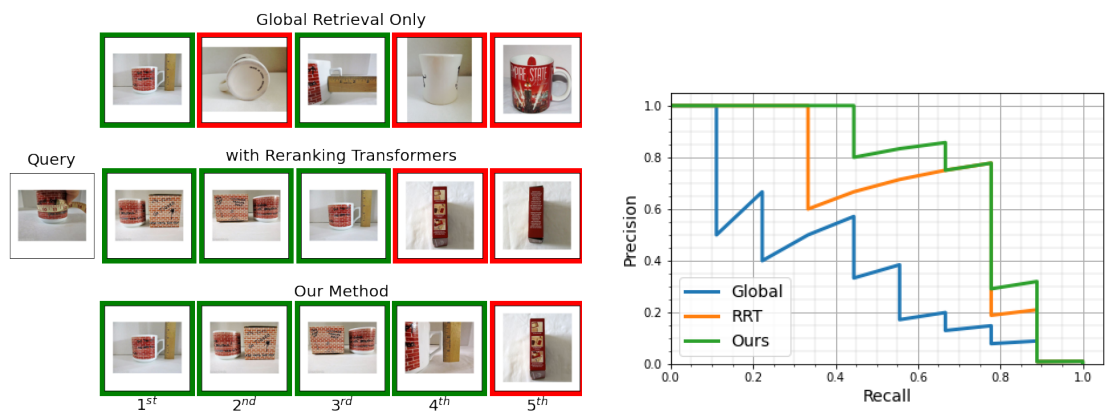 Global Retrieval Only
MPIRE STATE
Query
with Reranking Transformers
Our Method
1st 2nd 3rd 4th 5th
Precision
1.0
0.8
0.6
0.4
0.2
0.0
Global
RRT
Ours
0.0 0.2 0.4 0.6 0.8 1.0
Recall